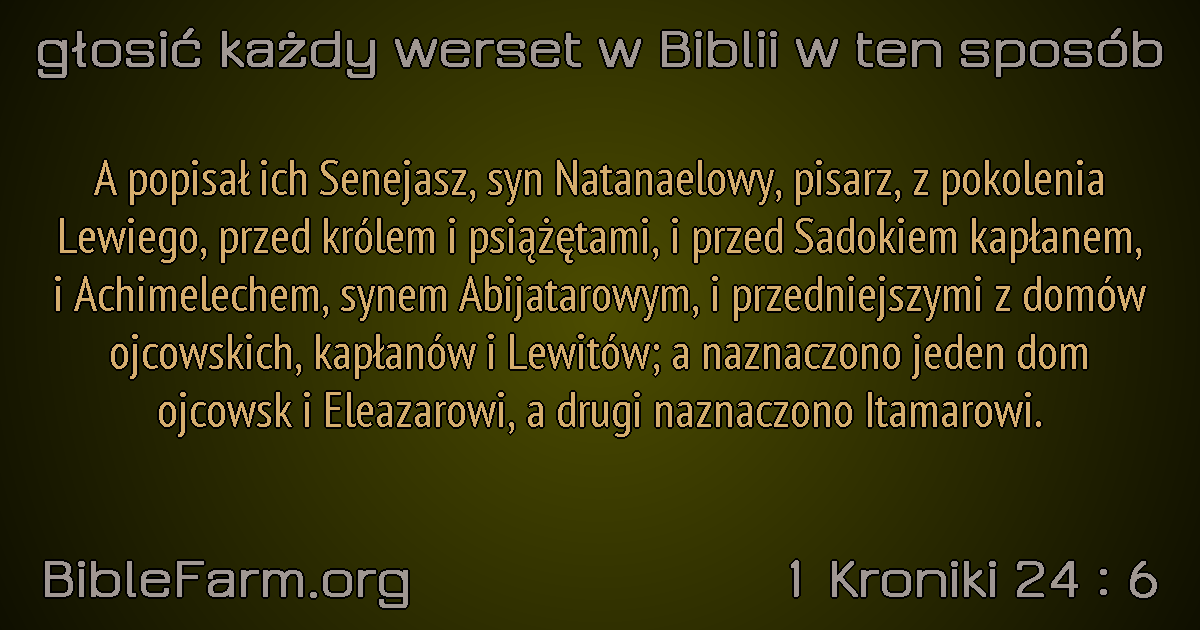 głosić każdy werset w Biblii w ten sposób
A popisał ich Senejasz, syn Natanaelowy, pisarz, z pokolenia
Lewiego, przed królem i psiążętami, i przed Sadokiem kapłanem,
i Achimelechem, synem Abijatarowym, i przedniejszymi z domów
ojcowskich, kapłanów i Lewitów; a naznaczono jeden dom
ojcowsk i Eleazarowi, a drugi naznaczono Itamarowi.
BibleFarm.org
1 Kroniki 24 : 6